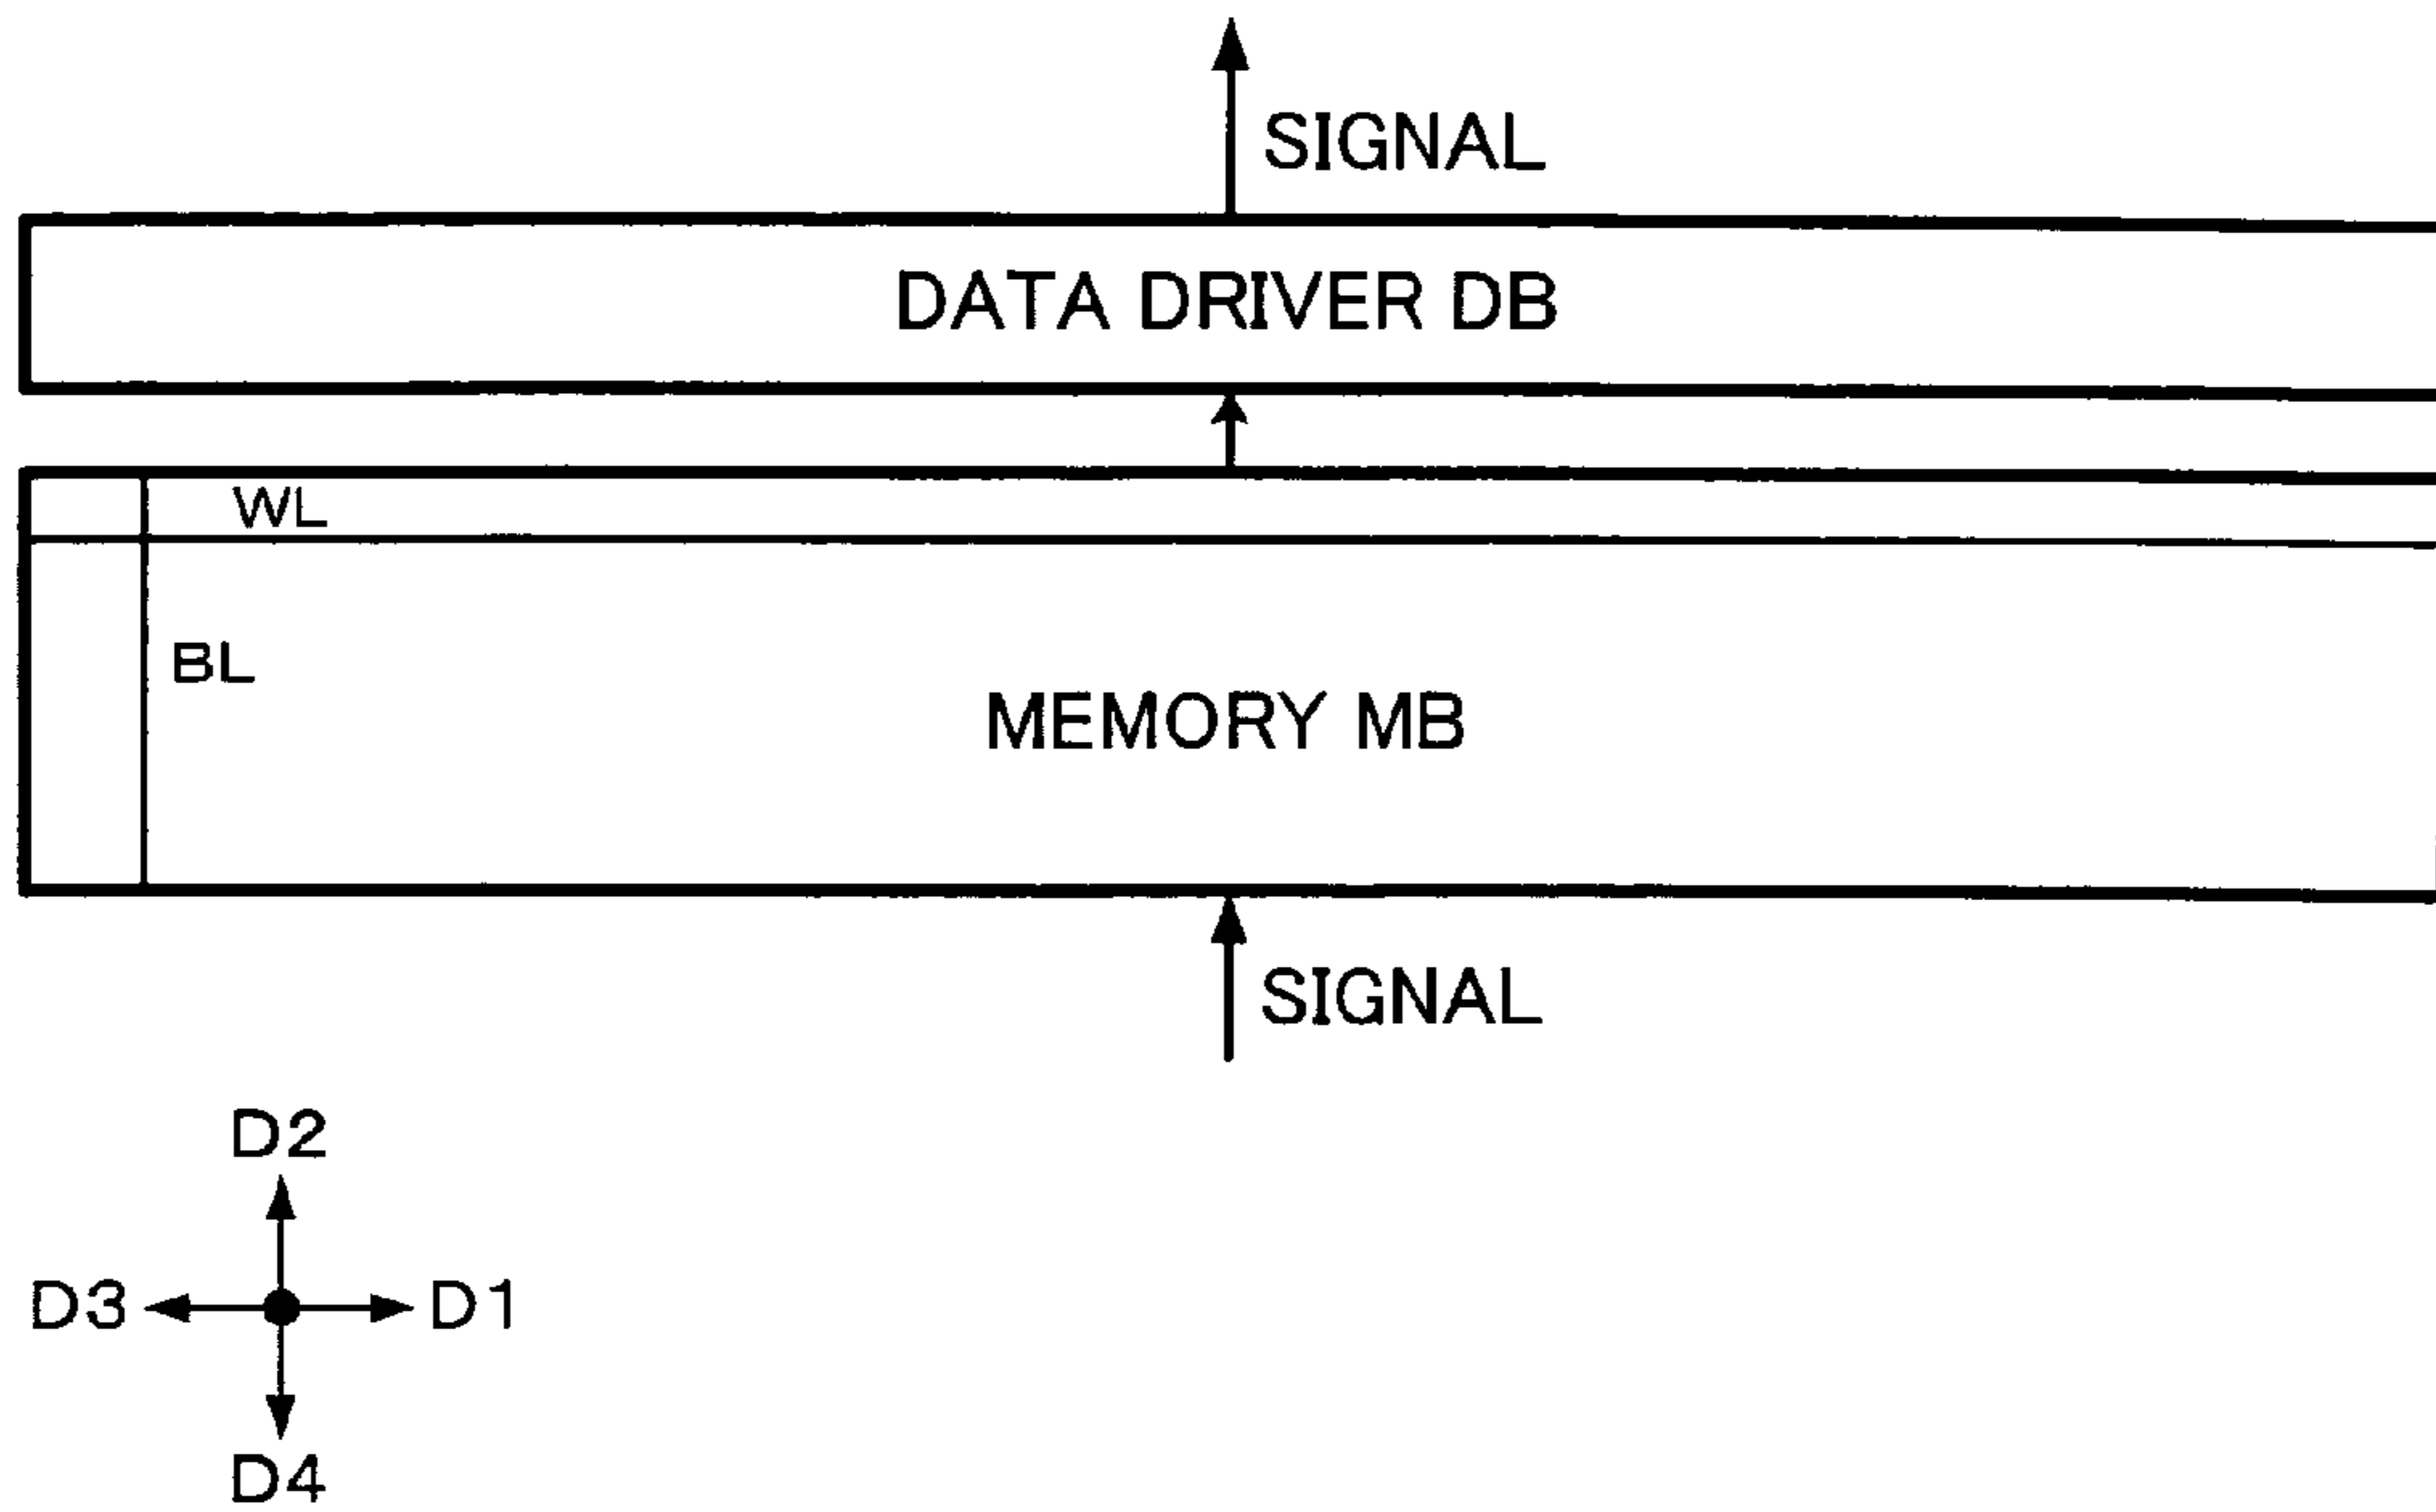 SIGNAL
DATA DRIVER DB
WL
BL
MEMORY MB
SIGNAL
D2
D3 D1
D4